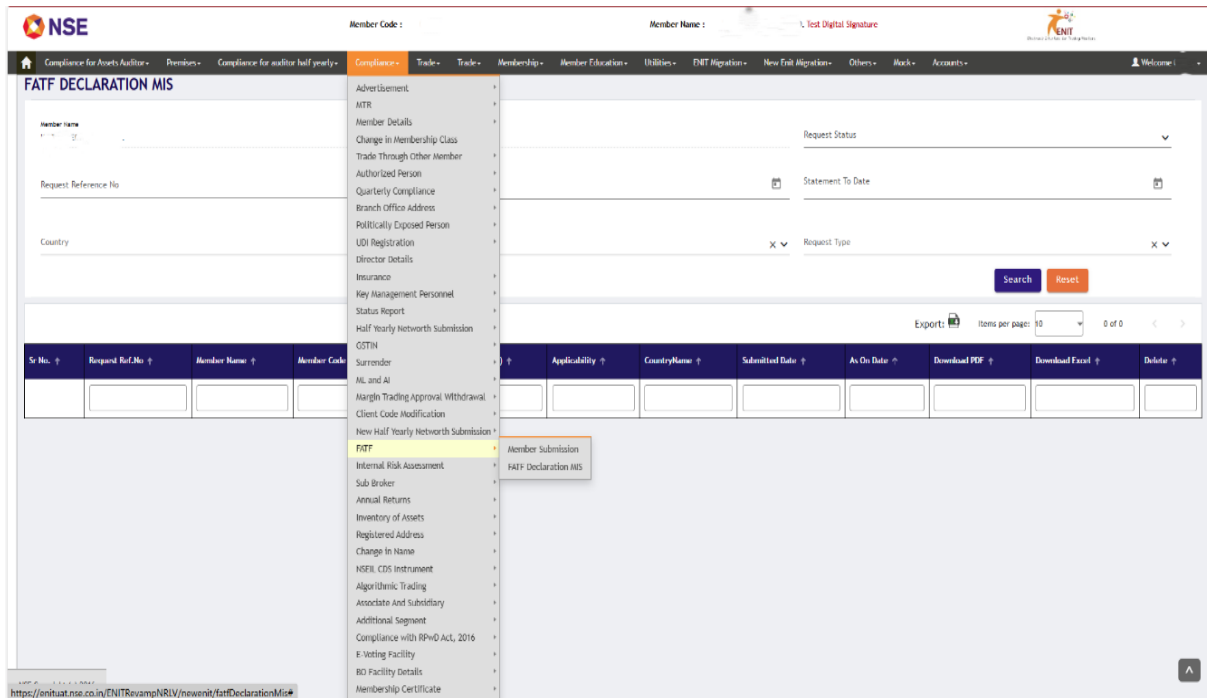 NSE
Member Code :
Member Name :
Test Digital Signature
ENIT
Compliance for Assets Auditor
Premises
Compliance for auditor half yearly
Compliance
Trade
Trade
Membership
Member Education
Utilities
ENIT Migration
New Enit Migration
Others
Mock
Accounts
Welcome
FATF DECLARATION MIS
Member Name
Request Status
Request Reference No
Statement To Date
Country
Request Type
Search
Reset
Export:
Items per page: 10
0 of 0
Sr No.
Request Ref.No
Member Name
Member Code
Applicability
CountryName
Submitted Date
As On Date
Download PDF
Download Excel
Delete
Advertisement
MTR
Member Details
Change in Membership Class
Trade Through Other Member
Authorized Person
Quarterly Compliance
Branch Office Address
Politically Exposed Person
UDI Registration
Director Details
Insurance
Key Management Personnel
Status Report
Half Yearly Networth Submission
GSTIN
Surrender
ML and AI
Margin Trading Approval Withdrawal
Client Code Modification
New Half Yearly Networth Submission
FATF
Member Submission
FATF Declaration MIS
Internal Risk Assessment
Sub Broker
Annual Returns
Inventory of Assets
Registered Address
Change in Name
NSEIL CDS Instrument
Algorithmic Trading
Associate And Subsidiary
Additional Segment
Compliance with RPwD Act, 2016
E-Voting Facility
BO Facility Details
Membership Certificate
https://enituat.nse.co.in/ENITRevampNRLV/newenit/fatfDeclarationMis#